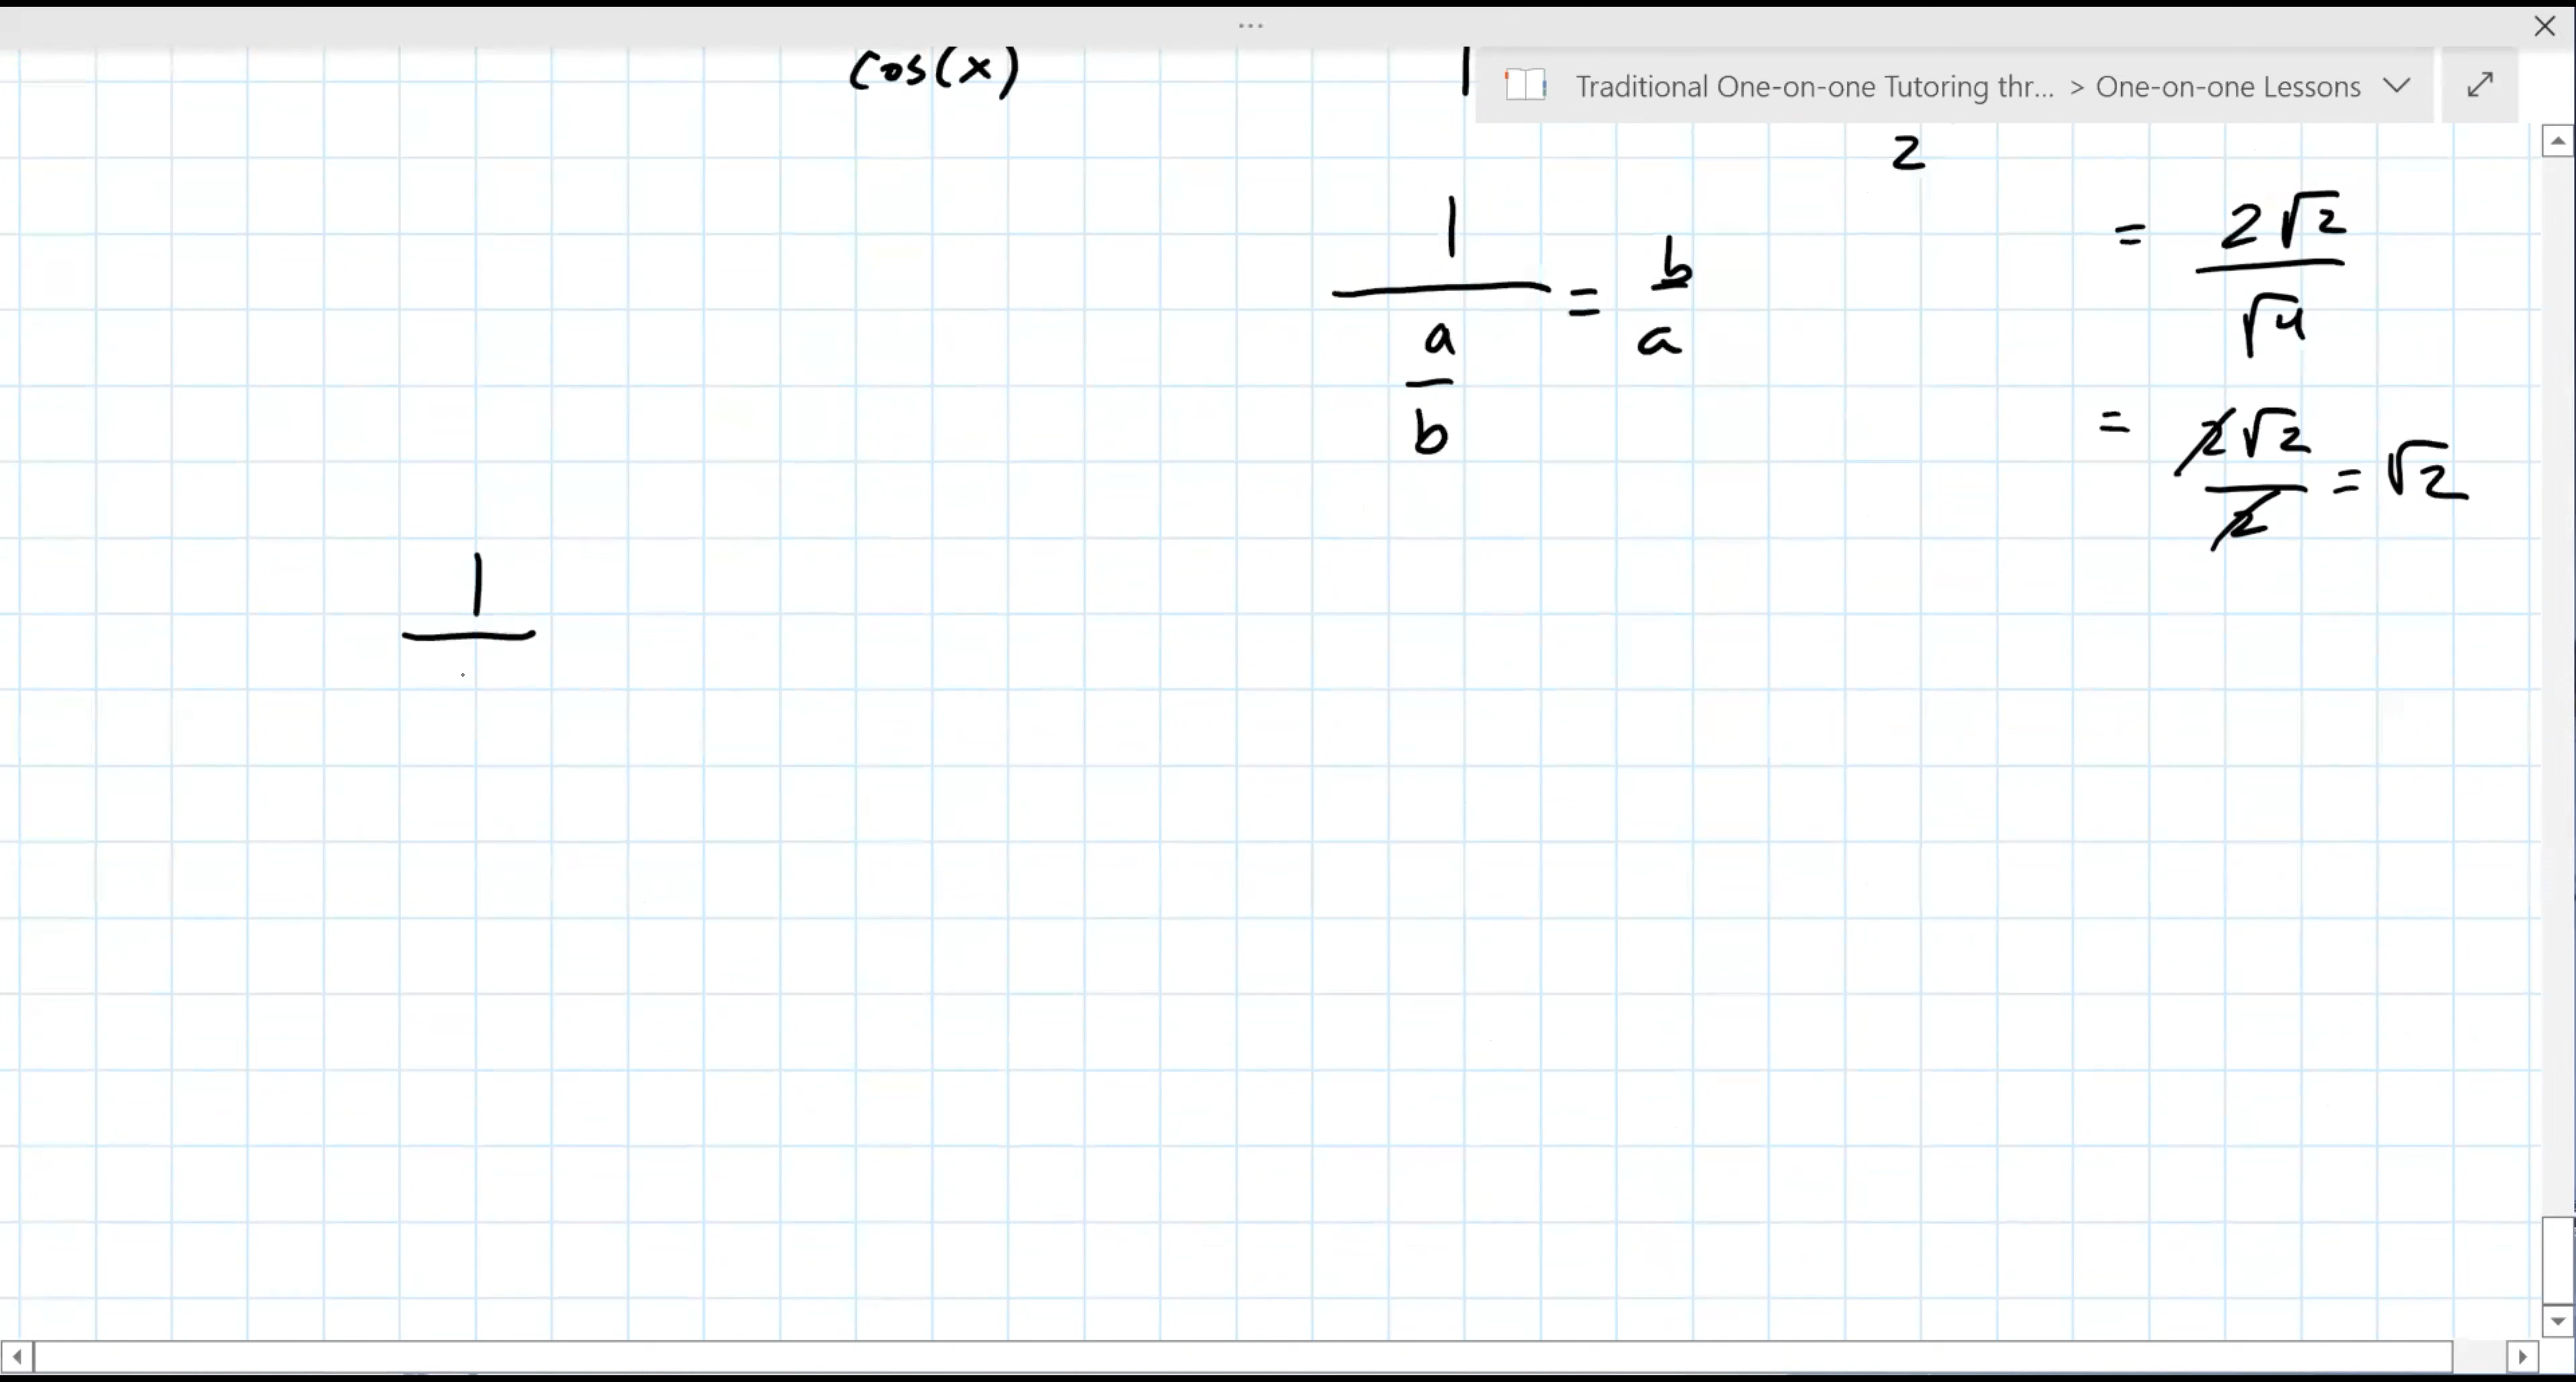 ...
cos(x)
Traditional One-on-one Tutoring thr... > One-on-one Lessons
2
1
a
b
=
b
a
= 2√2
√4
= 2√2
2
= √2
1